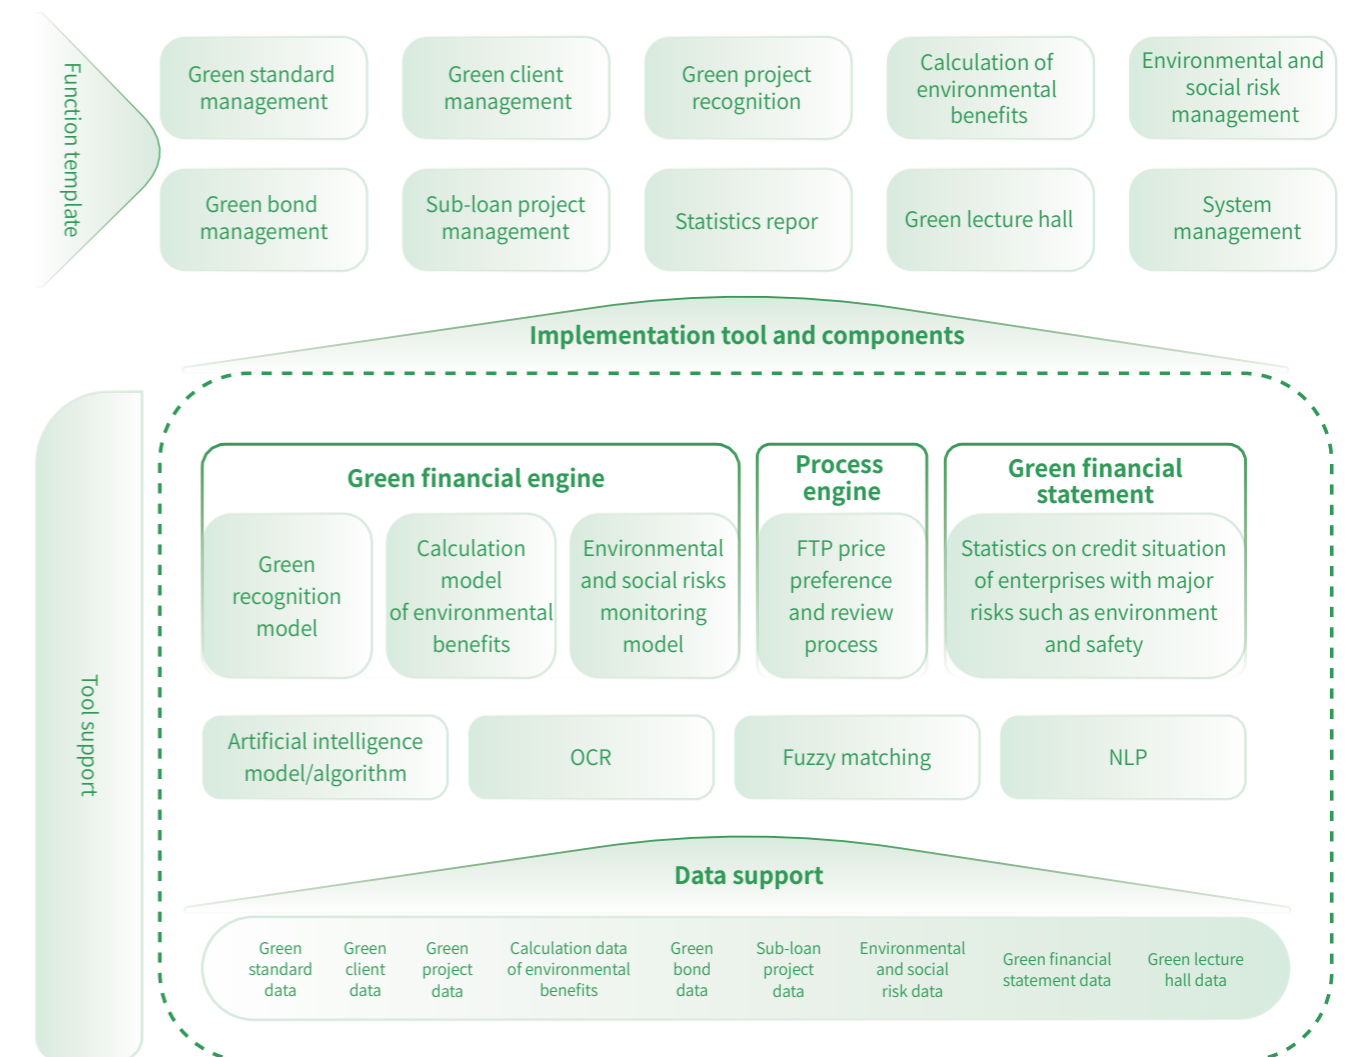 Function template
Green standard
management
Green client
management
Green project
recognition
Calculation of
environmental
benefits
Environmental and
social risk
management
Green bond
management
Sub-loan project
management
Statistics repor
Green lecture hall
System
management
Implementation tool and components
Tool support
Green financial engine
Green
recognition
model
Calculation
model
of environmental
benefits
Environmental
and social risks
monitoring
model
Process
engine
FTP price
preference
and review
process
Green financial
statement
Statistics on credit situation
of enterprises with major
risks such as environment
and safety
Artificial intelligence
model/algorithm
OCR
Fuzzy matching
NLP
Data support
Green
standard
data
Green
client
data
Green
project
data
Calculation data
of environmental
benefits
Green
bond
data
Sub-loan
project
data
Environmental
and social
risk data
Green financial
statement data
Green lecture
hall data